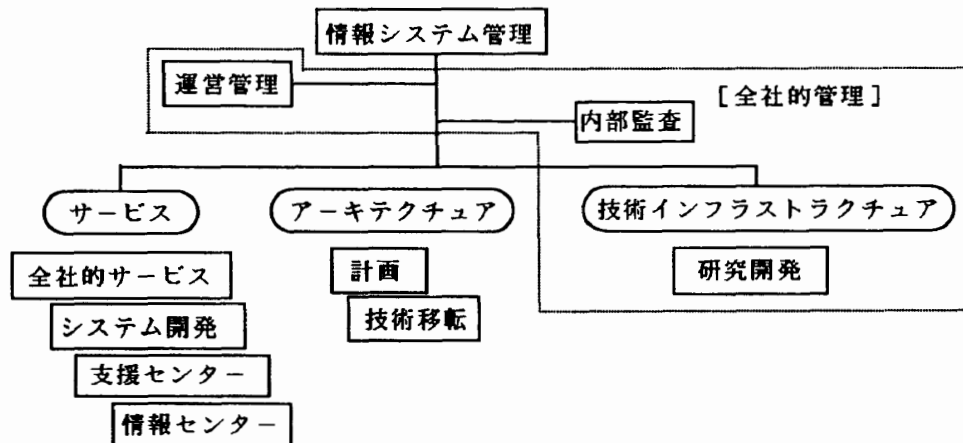 情報システム管理
運営管理
[全社的管理]
内部監査
サービス
アーキテクチュア
技術インフラストラクチュア
全社的サービス
計画
研究開発
システム開発
技術移転
支援センター
情報センター